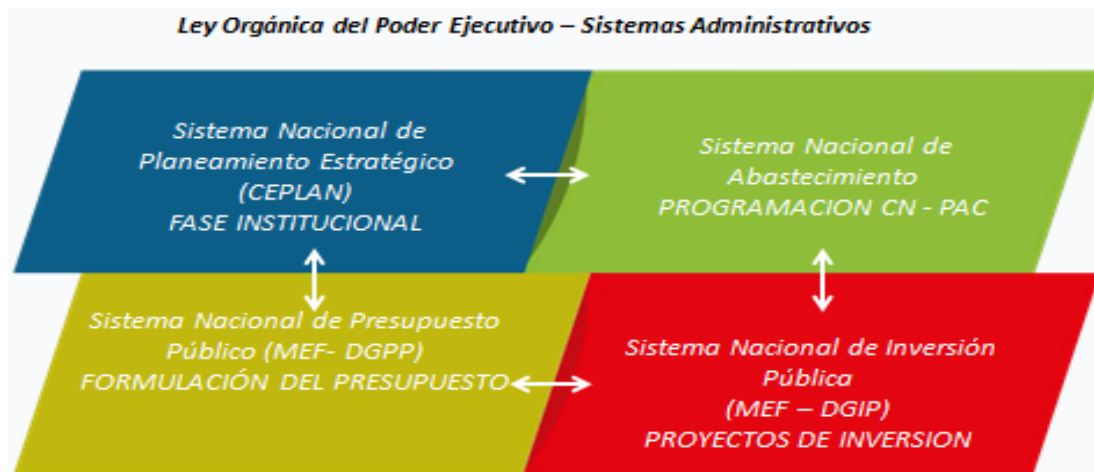 Ley Orgánica del Poder Ejecutivo – Sistemas Administrativos
Sistema Nacional de
Planeamiento Estratégico
(CEPLAN)
FASE INSTITUCIONAL
Sistema Nacional de
Abastecimiento
PROGRAMACION CN - PAC
Sistema Nacional de Presupuesto
Público (MEF- DGPP)
FORMULACIÓN DEL PRESUPUESTO
Sistema Nacional de Inversión
Pública
(MEF – DGIP)
PROYECTOS DE INVERSION